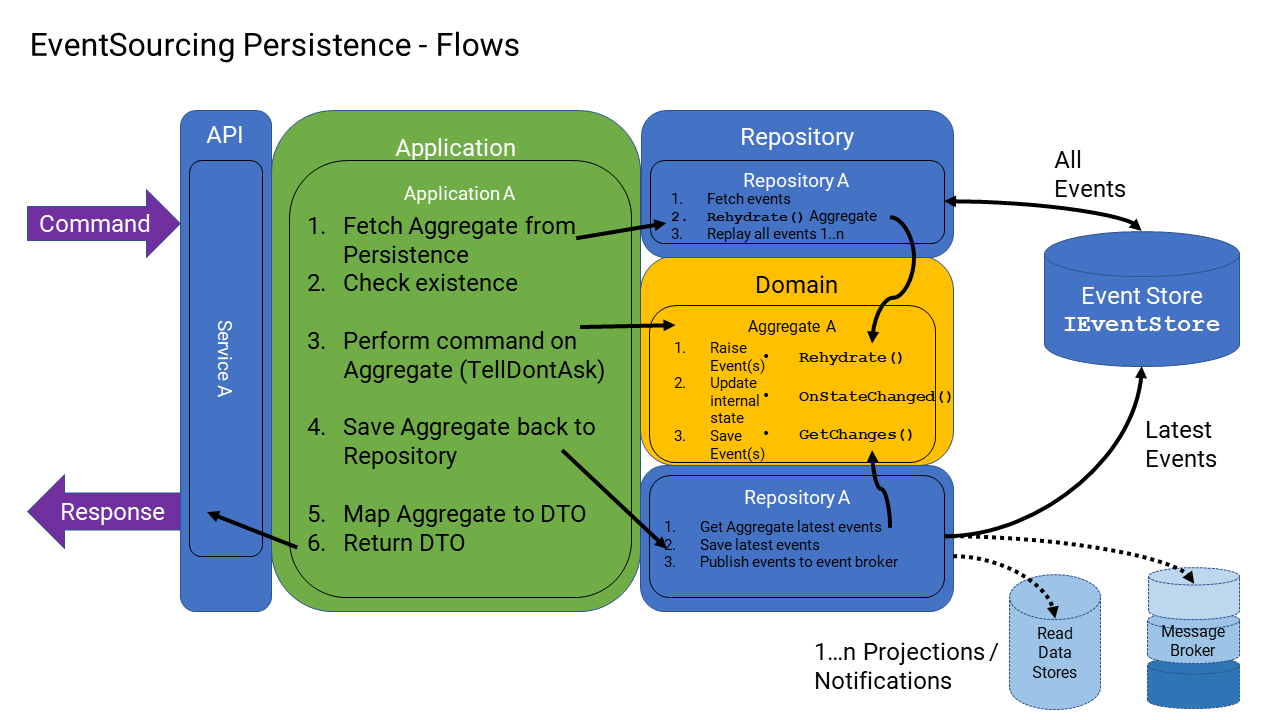 EventSourcing Persistence - Flows
API
Service A
Command
Response
Application
Application A
1. Fetch Aggregate from
Persistence
2. Check existence
3. Perform command on
Aggregate (TellDontAsk)
4. Save Aggregate back to
Repository
5. Map Aggregate to DTO
6. Return DTO
Repository
Repository A
1. Fetch events
2. Rehydrate() Aggregate
3. Replay all events 1..n
Domain
Aggregate A
1. Raise
Event(s)
2. Update
internal
state
3. Save
Event(s)
• Rehydrate()
• OnStateChanged()
• GetChanges()
Repository A
1. Get Aggregate latest events
2. Save latest events
3. Publish events to event broker
All
Events
Event Store
IEventStore
Latest
Events
1...n Projections /
Notifications
Read
Data
Stores
Message
Broker